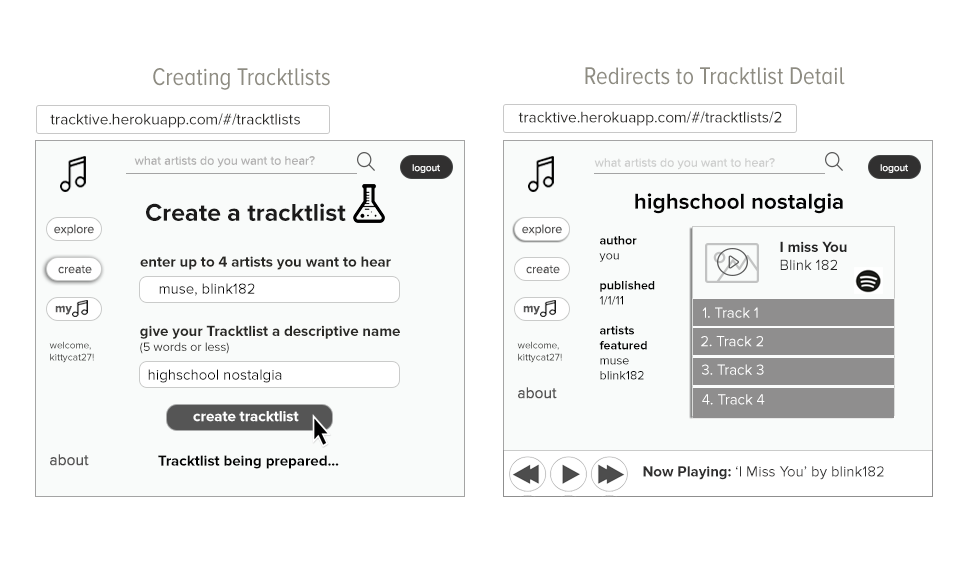 Creating Tracktlists
tracktive.herokuapp.com/#/tracktlists
what artists do you want to hear?
logout
Create a tracktlist
explore
create
my
welcome,
kittycat27!
about
enter up to 4 artists you want to hear
muse, blink182
give your Tracktlist a descriptive name
(5 words or less)
highschool nostalgia
create tracktlist
Tracktlist being prepared...
Redirects to Tracktlist Detail
tracktive.herokuapp.com/#/tracktlists/2
what artists do you want to hear?
logout
highschool nostalgia
explore
create
my
welcome,
kittycat27!
about
author
you
published
1/1/11
artists
featured
muse
blink182
I miss You
Blink 182
1. Track 1
2. Track 2
3. Track 3
4. Track 4
Now Playing: ‘I Miss You’ by blink182